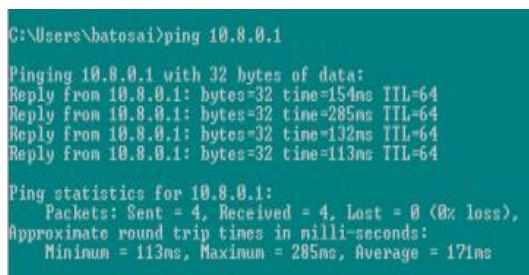 C:\Users\batosai>ping 10.8.0.1
Pinging 10.8.0.1 with 32 bytes of data:
Reply from 10.8.0.1: bytes=32 time=154ms TTL=64
Reply from 10.8.0.1: bytes=32 time=285ms TTL=64
Reply from 10.8.0.1: bytes=32 time=132ms TTL=64
Reply from 10.8.0.1: bytes=32 time=113ms TTL=64
Ping statistics for 10.8.0.1:
Packets: Sent = 4, Received = 4, Lost = 0 (0% loss),
Approximate round trip times in milli-seconds:
Minimum = 113ms, Maximum = 285ms, Average = 171ms